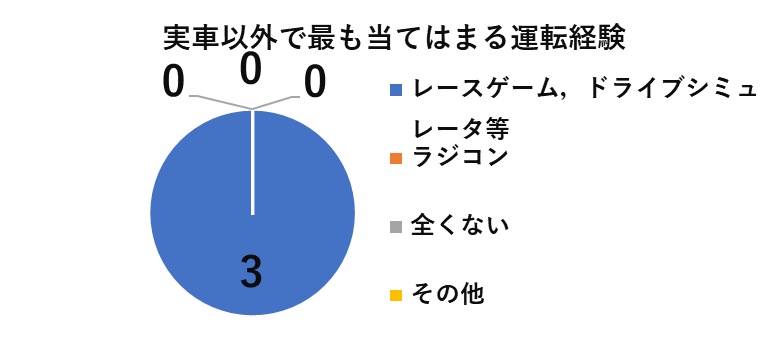 実車以外で最も当てはまる運転経験
0 0 0
3
レースゲーム，ドライブシミュ
レータ等
ラジコン
全くない
その他